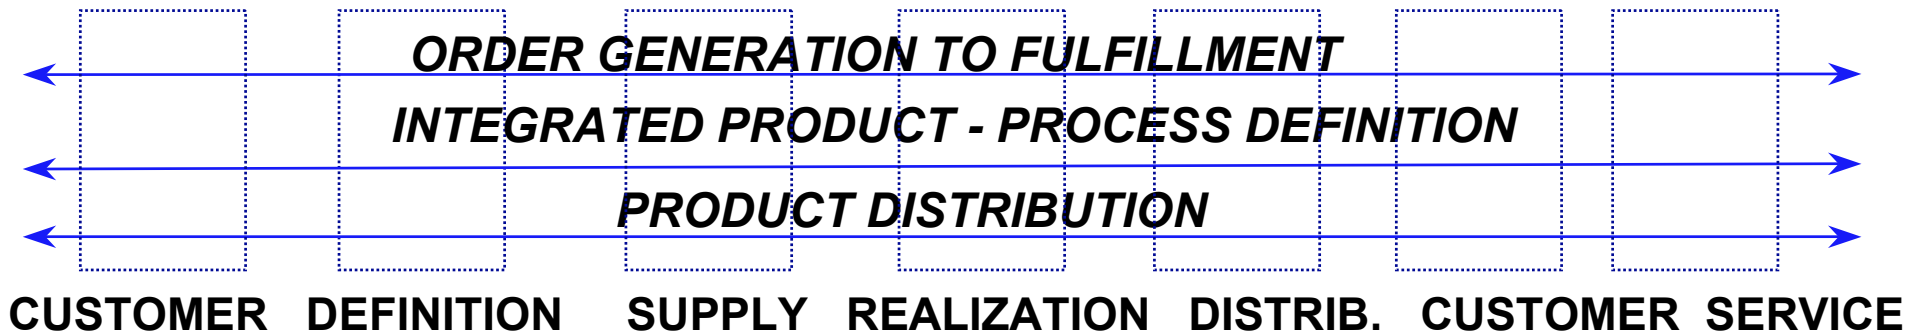 ORDER GENERATION TO FULFILLMENT
INTEGRATED PRODUCT - PROCESS DEFINITION
PRODUCT DISTRIBUTION
CUSTOMER DEFINITION SUPPLY REALIZATION DISTRIB. CUSTOMER SERVICE